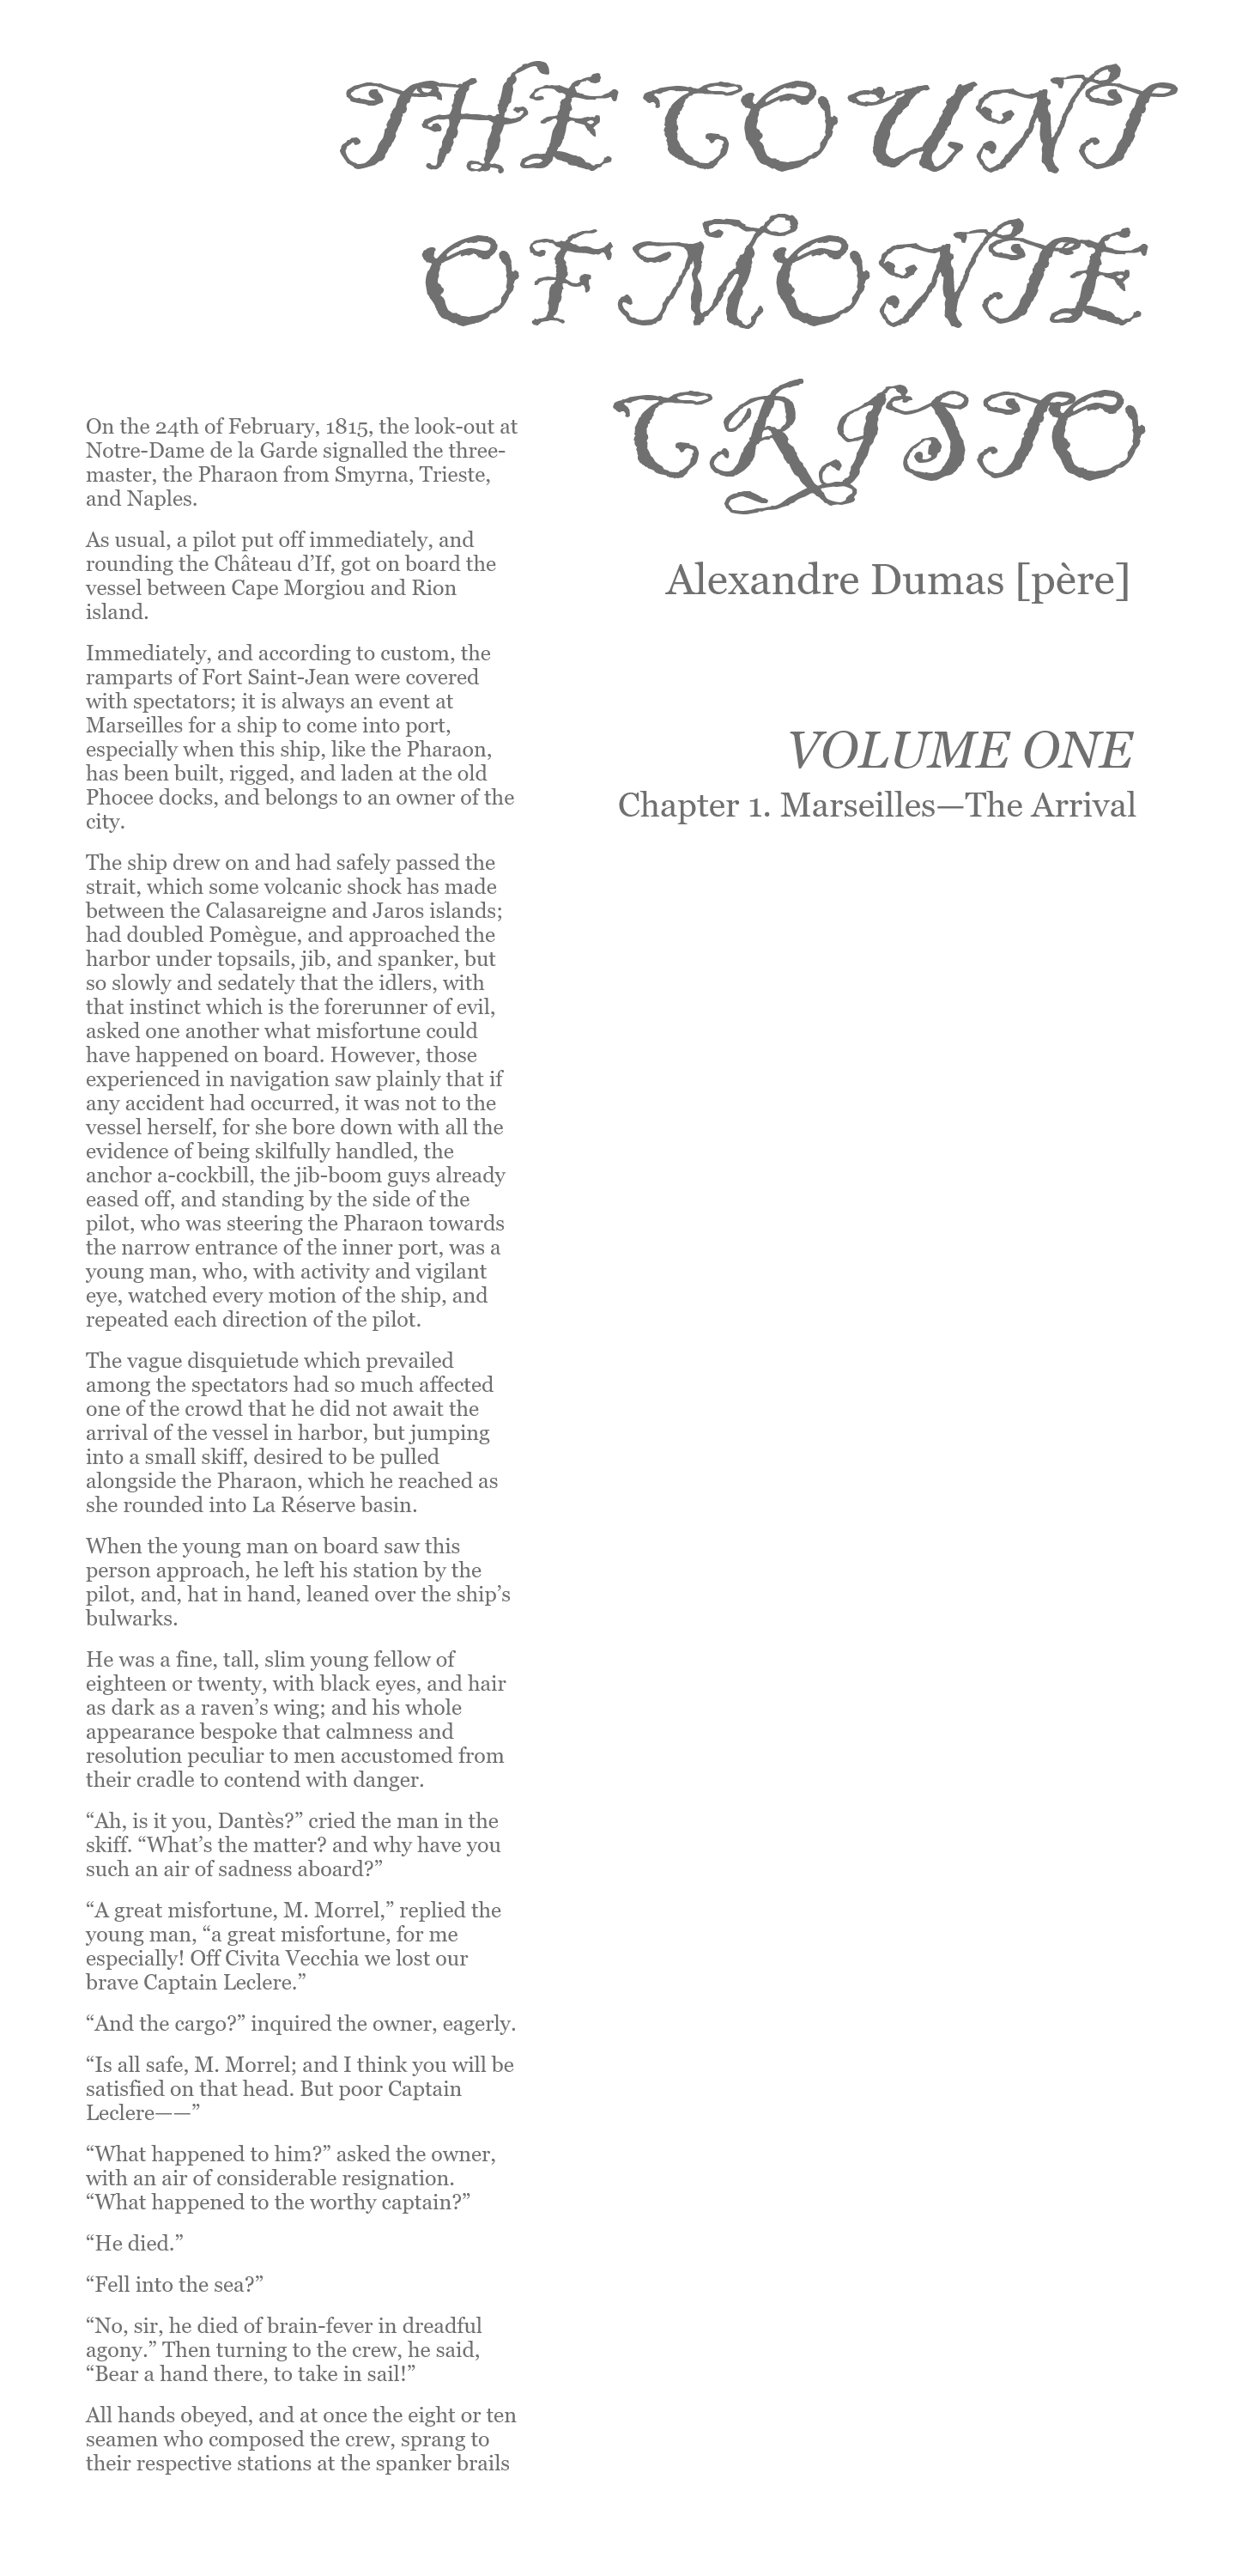 THE COUNT
OF MONTE
CRISTO
Alexandre Dumas [père]
VOLUME ONE
Chapter 1. Marseilles—The Arrival
On the 24th of February, 1815, the look-out at
Notre-Dame de la Garde signalled the three-
master, the Pharaon from Smyrna, Trieste,
and Naples.
As usual, a pilot put off immediately, and
rounding the Château d’If, got on board the
vessel between Cape Morgiou and Rion
island.
Immediately, and according to custom, the
ramparts of Fort Saint-Jean were covered
with spectators; it is always an event at
Marseilles for a ship to come into port,
especially when this ship, like the Pharaon,
has been built, rigged, and laden at the old
Phocee docks, and belongs to an owner of the
city.
The ship drew on and had safely passed the
strait, which some volcanic shock has made
between the Calasareigne and Jaros islands;
had doubled Pomègue, and approached the
harbor under topsails, jib, and spanker, but
so slowly and sedately that the idlers, with
that instinct which is the forerunner of evil,
asked one another what misfortune could
have happened on board. However, those
experienced in navigation saw plainly that if
any accident had occurred, it was not to the
vessel herself, for she bore down with all the
evidence of being skilfully handled, the
anchor a-cockbill, the jib-boom guys already
eased off, and standing by the side of the
pilot, who was steering the Pharaon towards
the narrow entrance of the inner port, was a
young man, who, with activity and vigilant
eye, watched every motion of the ship, and
repeated each direction of the pilot.
The vague disquietude which prevailed
among the spectators had so much affected
one of the crowd that he did not await the
arrival of the vessel in harbor, but jumping
into a small skiff, desired to be pulled
alongside the Pharaon, which he reached as
she rounded into La Réserve basin.
When the young man on board saw this
person approach, he left his station by the
pilot, and, hat in hand, leaned over the ship’s
bulwarks.
He was a fine, tall, slim young fellow of
eighteen or twenty, with black eyes, and hair
as dark as a raven’s wing; and his whole
appearance bespoke that calmness and
resolution peculiar to men accustomed from
their cradle to contend with danger.
“Ah, is it you, Dantès?” cried the man in the
skiff. “What’s the matter? and why have you
such an air of sadness aboard?”
“A great misfortune, M. Morrel,” replied the
young man, “a great misfortune, for me
especially! Off Civita Vecchia we lost our
brave Captain Leclere.”
“And the cargo?” inquired the owner, eagerly.
“Is all safe, M. Morrel; and I think you will be
satisfied on that head. But poor Captain
Leclere——”
“What happened to him?” asked the owner,
with an air of considerable resignation.
“What happened to the worthy captain?”
“He died.”
“Fell into the sea?”
“No, sir, he died of brain-fever in dreadful
agony.” Then turning to the crew, he said,
“Bear a hand there, to take in sail!”
All hands obeyed, and at once the eight or ten
seamen who composed the crew, sprang to
their respective stations at the spanker brails